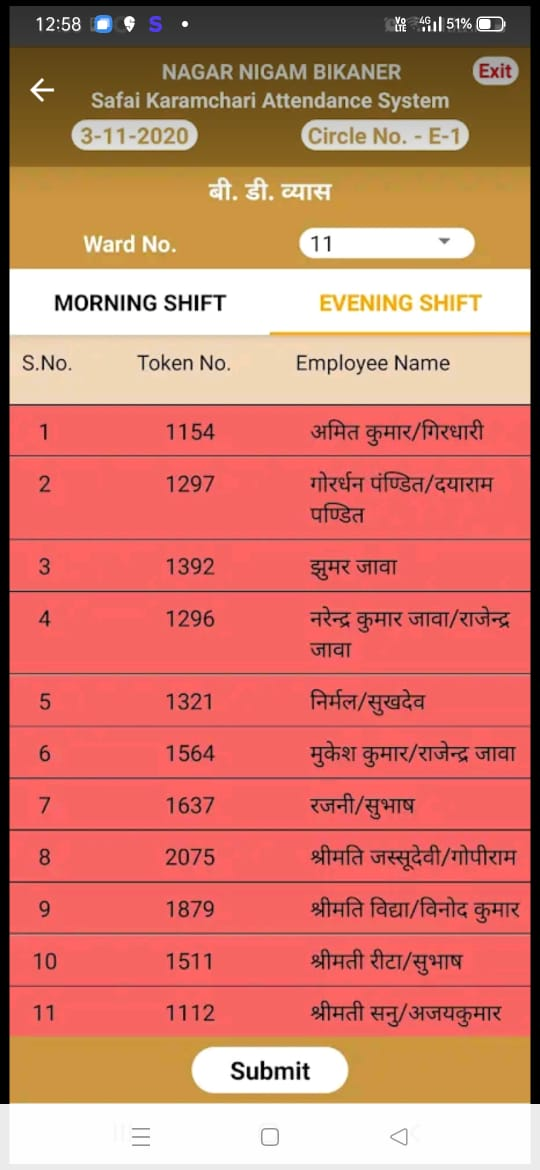 12:58 S VoLTE 4G 51%
NAGAR NIGAM BIKANER Exit
Safai Karamchari Attendance System
3-11-2020 Circle No. - E-1
बी. डी. व्यास
Ward No. 11
MORNING SHIFT EVENING SHIFT
S.No. Token No. Employee Name
1 1154 अमित कुमार/गिरधारी
2 1297 गोरर्धन पंण्डित/दयाराम
पण्डित
3 1392 झुमर जावा
4 1296 नरेन्द्र कुमार जावा/राजेन्द्र
जावा
5 1321 निर्मल/सुखदेव
6 1564 मुकेश कुमार/राजेन्द्र जावा
7 1637 रजनी/सुभाष
8 2075 श्रीमति जस्सूदेवी/गोपीराम
9 1879 श्रीमति विद्या/विनोद कुमार
10 1511 श्रीमती रीटा/सुभाष
11 1112 श्रीमती सनु/अजयकुमार
Submit